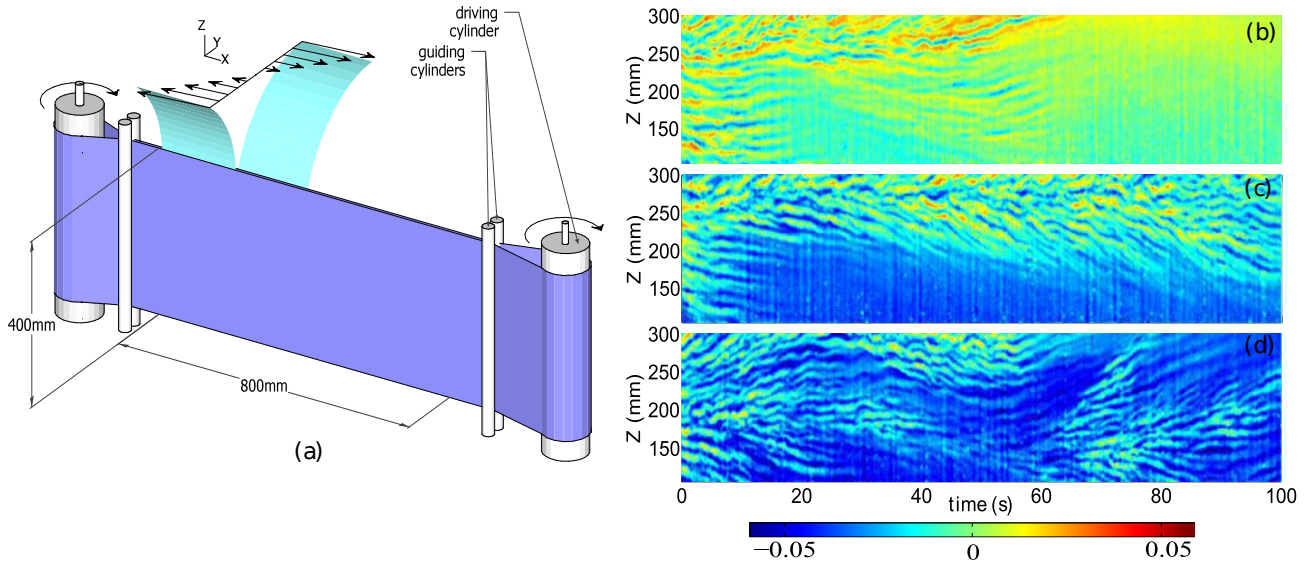 driving
cylinder
guiding
cylinders
Z
Y
X
400mm
800mm
(a)
300
250
200
150
Z (mm)
(b)
300
250
200
150
Z (mm)
(c)
300
250
200
150
Z (mm)
(d)
0
20
40
60
80
100
time (s)
−0.05
0
0.05